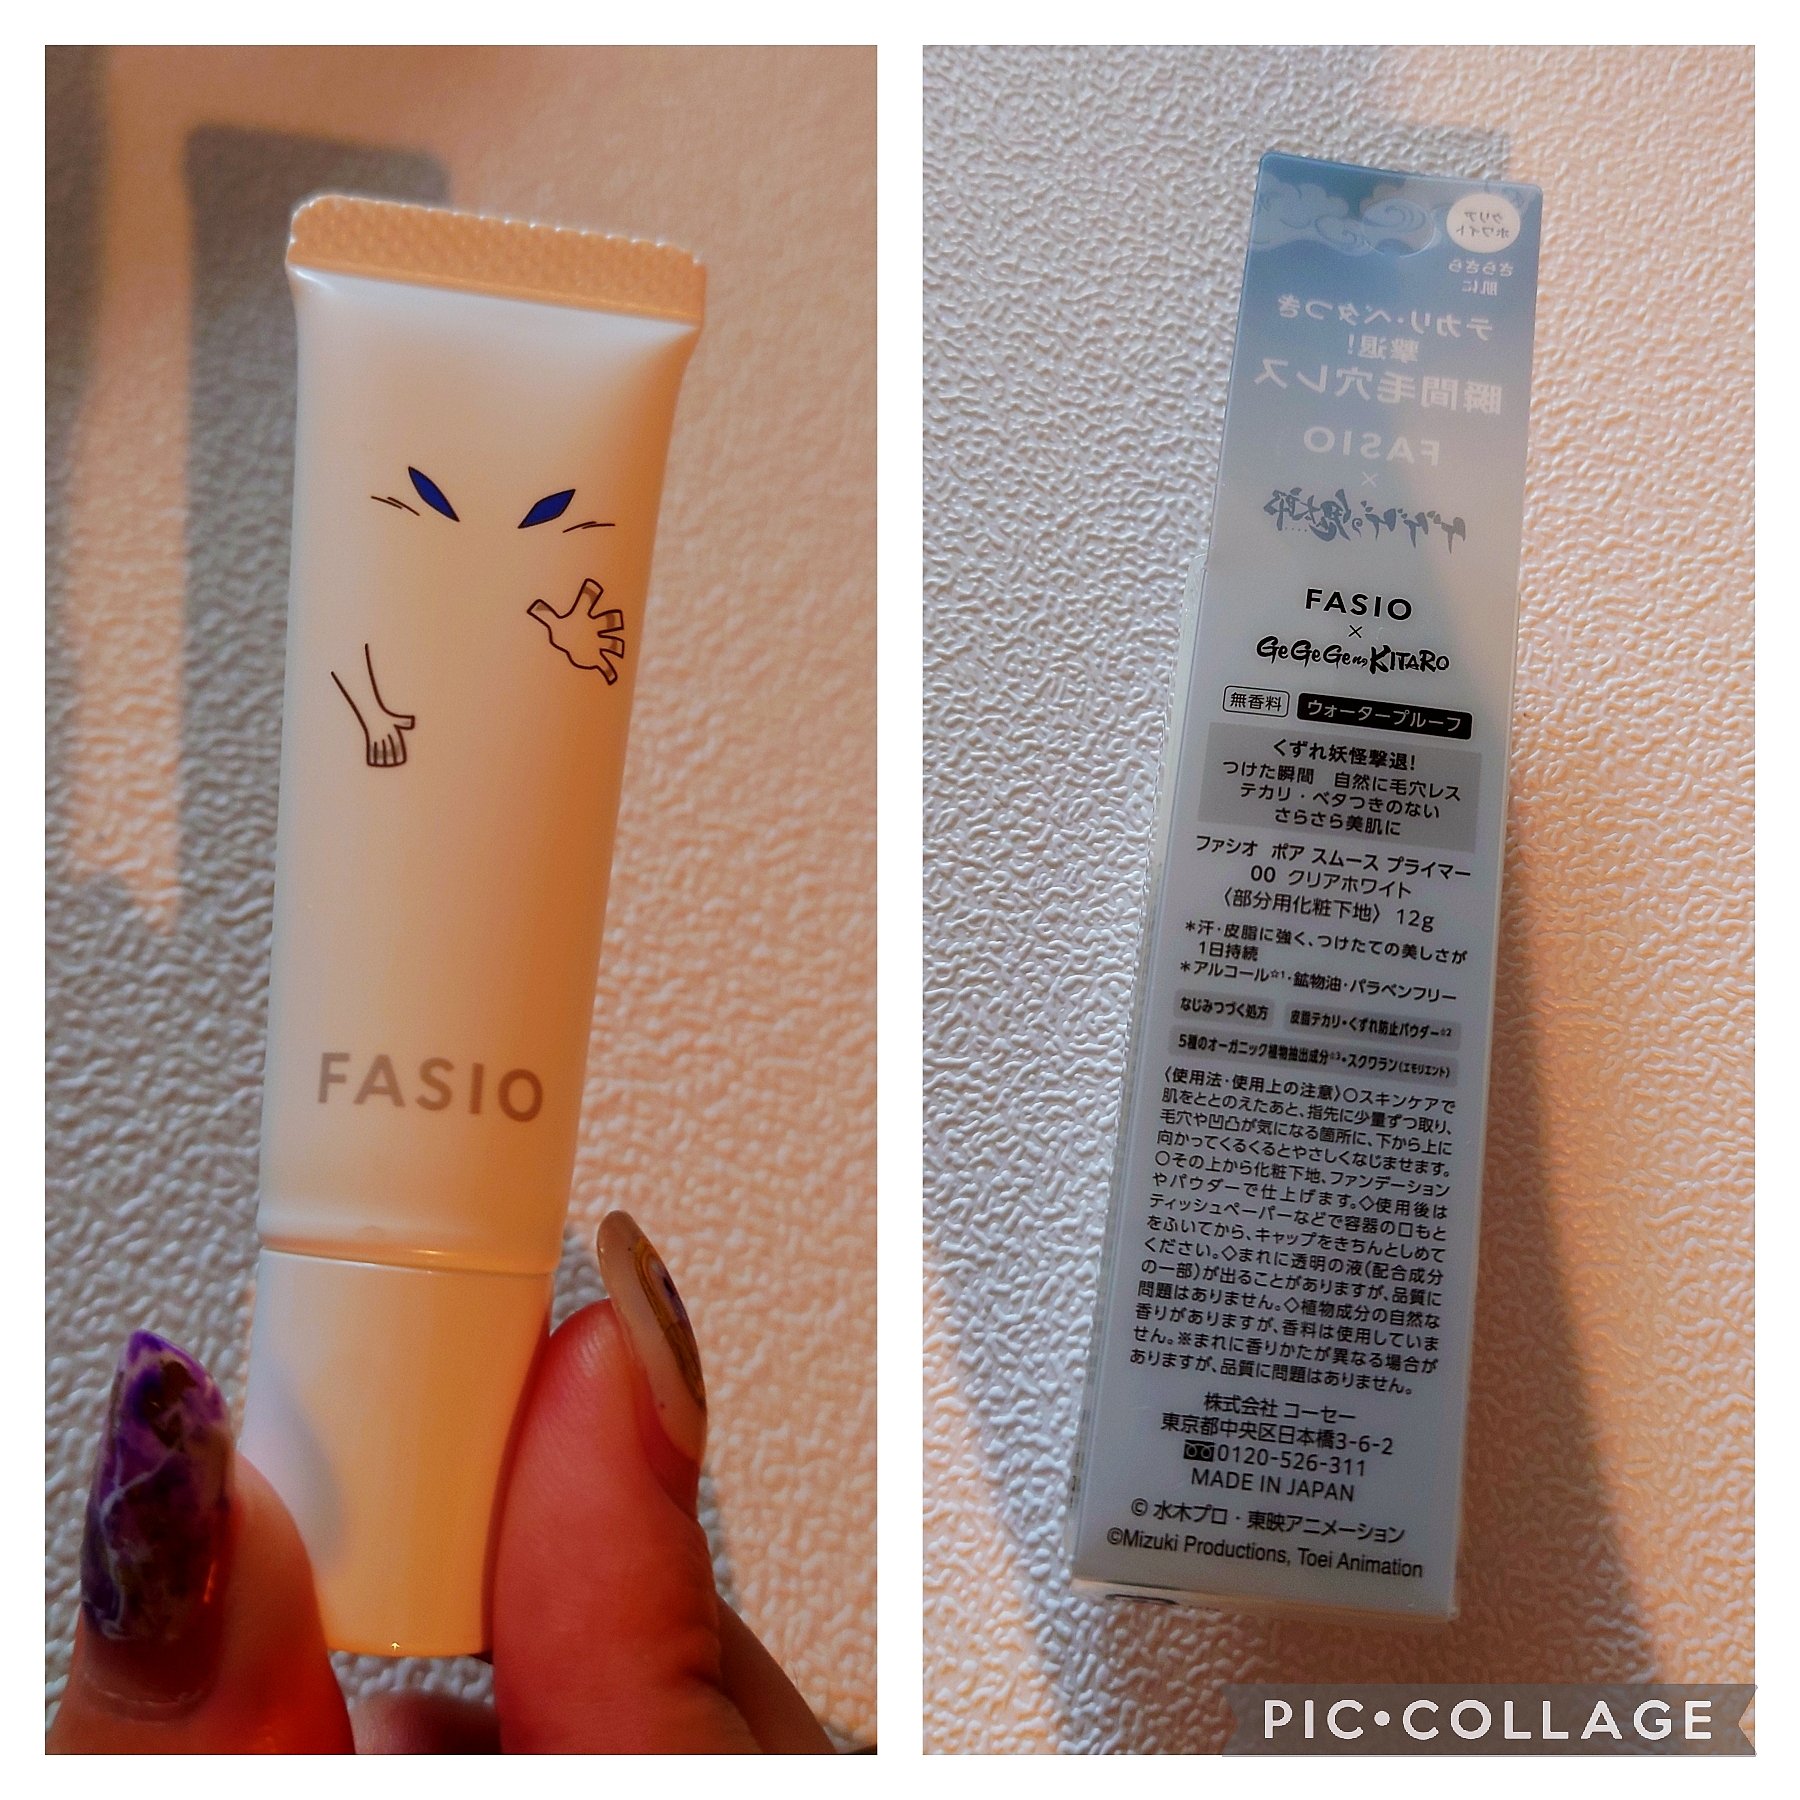 FASIO
クリア
ホワイト
さらさら
肌に
テカリ・ベタつき
撃退!
瞬間毛穴レス
FASIO
×
ゲゲゲの鬼太郎
FASIO
×
GeGeGeの KITARO
無香料 ウォータープルーフ
くずれ妖怪撃退!
つけた瞬間 自然に毛穴レス
テカリ・ベタつきのない
さらさら美肌に
ファシオ ポア スムース プライマー
00 クリアホワイト
〈部分用化粧下地〉 12g
*汗・皮脂に強く、つけたての美しさが
1日持続
*アルコール☆1・鉱物油・パラベンフリー
なじみつづく処方 皮脂テカリ・くずれ防止パウダー☆2
5種のオーガニック植物抽出成分☆3・スクワラン(エモリエント)
〈使用法・使用上の注意〉○スキンケアで
肌をととのえたあと、指先に少量ずつ取り、
毛穴や凹凸が気になる箇所に、下から上に
向かってくるくるとやさしくなじませます。
○その上から化粧下地、ファンデーション
やパウダーで仕上げます。◇使用後は
ティッシュペーパーなどで容器の口もと
をふいてから、キャップをきちんとしめて
ください。◇まれに透明の液(配合成分
の一部)が出ることがありますが、品質に
問題はありません。◇植物成分の自然な
香りがありますが、香料は使用していま
せん。※まれに香りかたが異なる場合が
ありますが、品質に問題はありません。
株式会社 コーセー
東京都中央区日本橋3-6-2
0120-526-311
MADE IN JAPAN
© 水木プロ・東映アニメーション
©Mizuki Productions, Toei Animation
PIC•COLLAGE